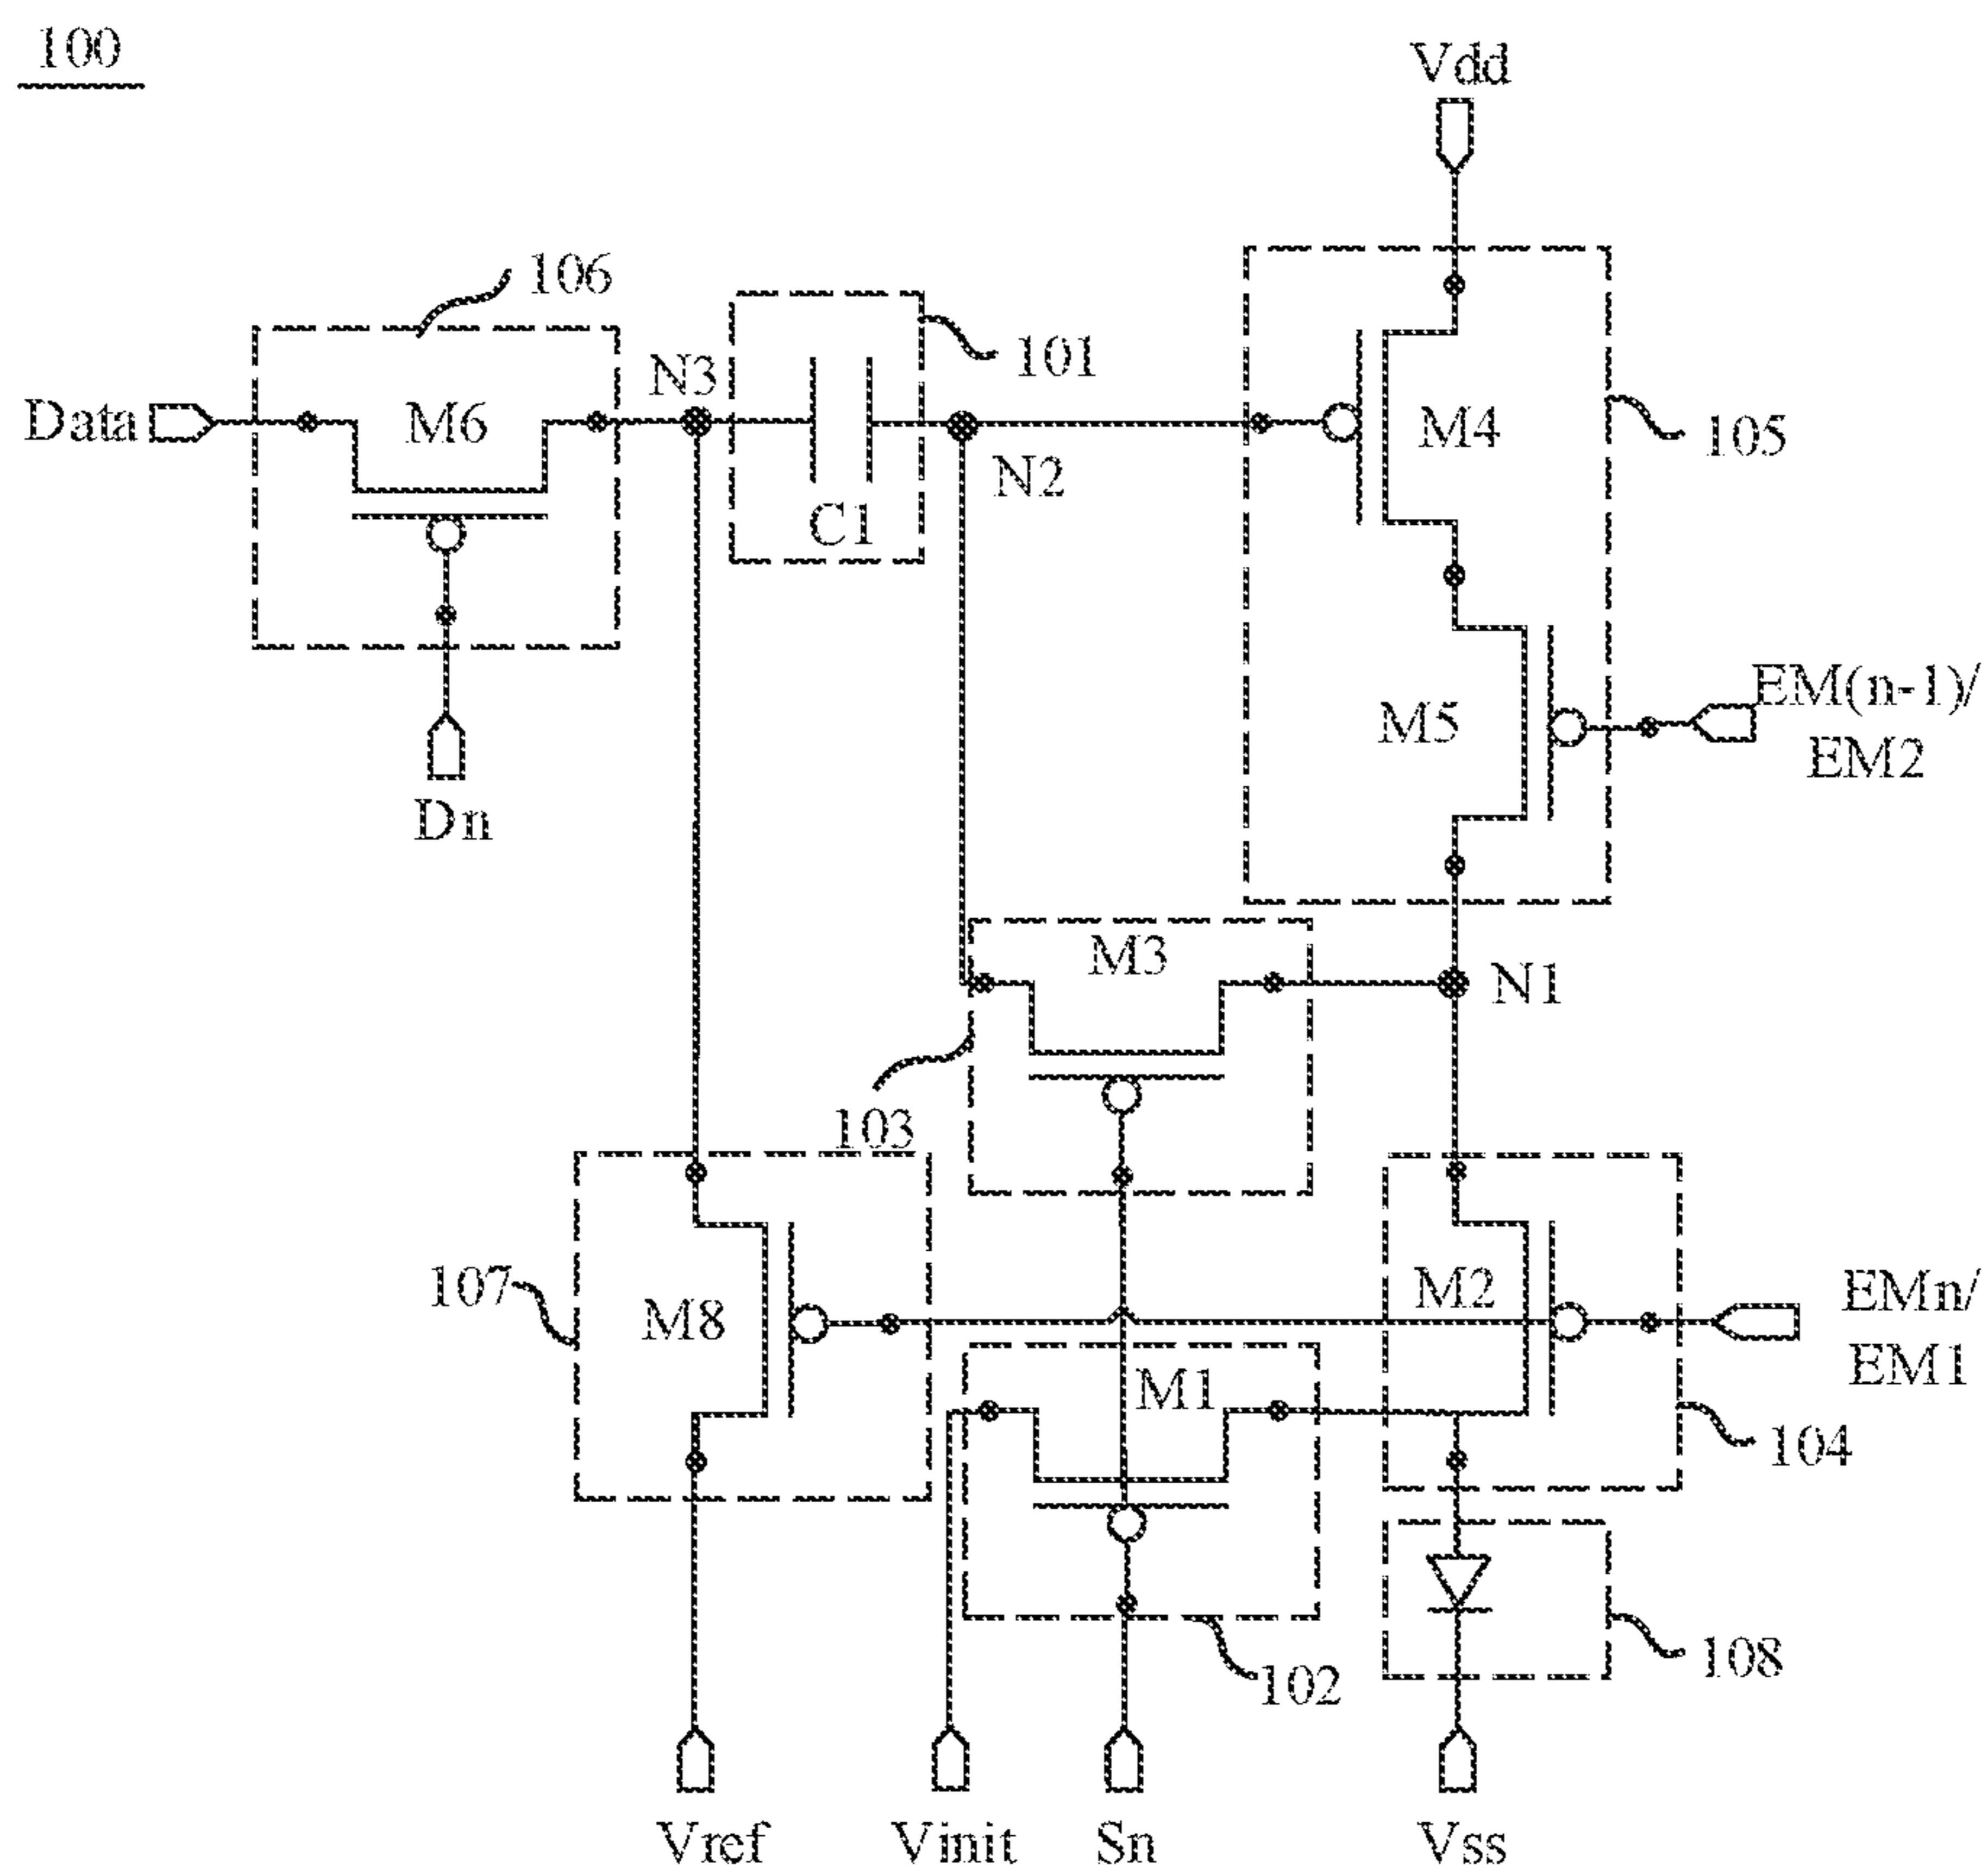 100
Vdd
106
N3
101
Data
M6
M4
105
N2
C1
EM(n-1)/
M5
EM2
Dn
M3
N1
103
107
M8
M2
EMn/
EM1
M1
104
108
102
Vref
Vinit
Sn
Vss